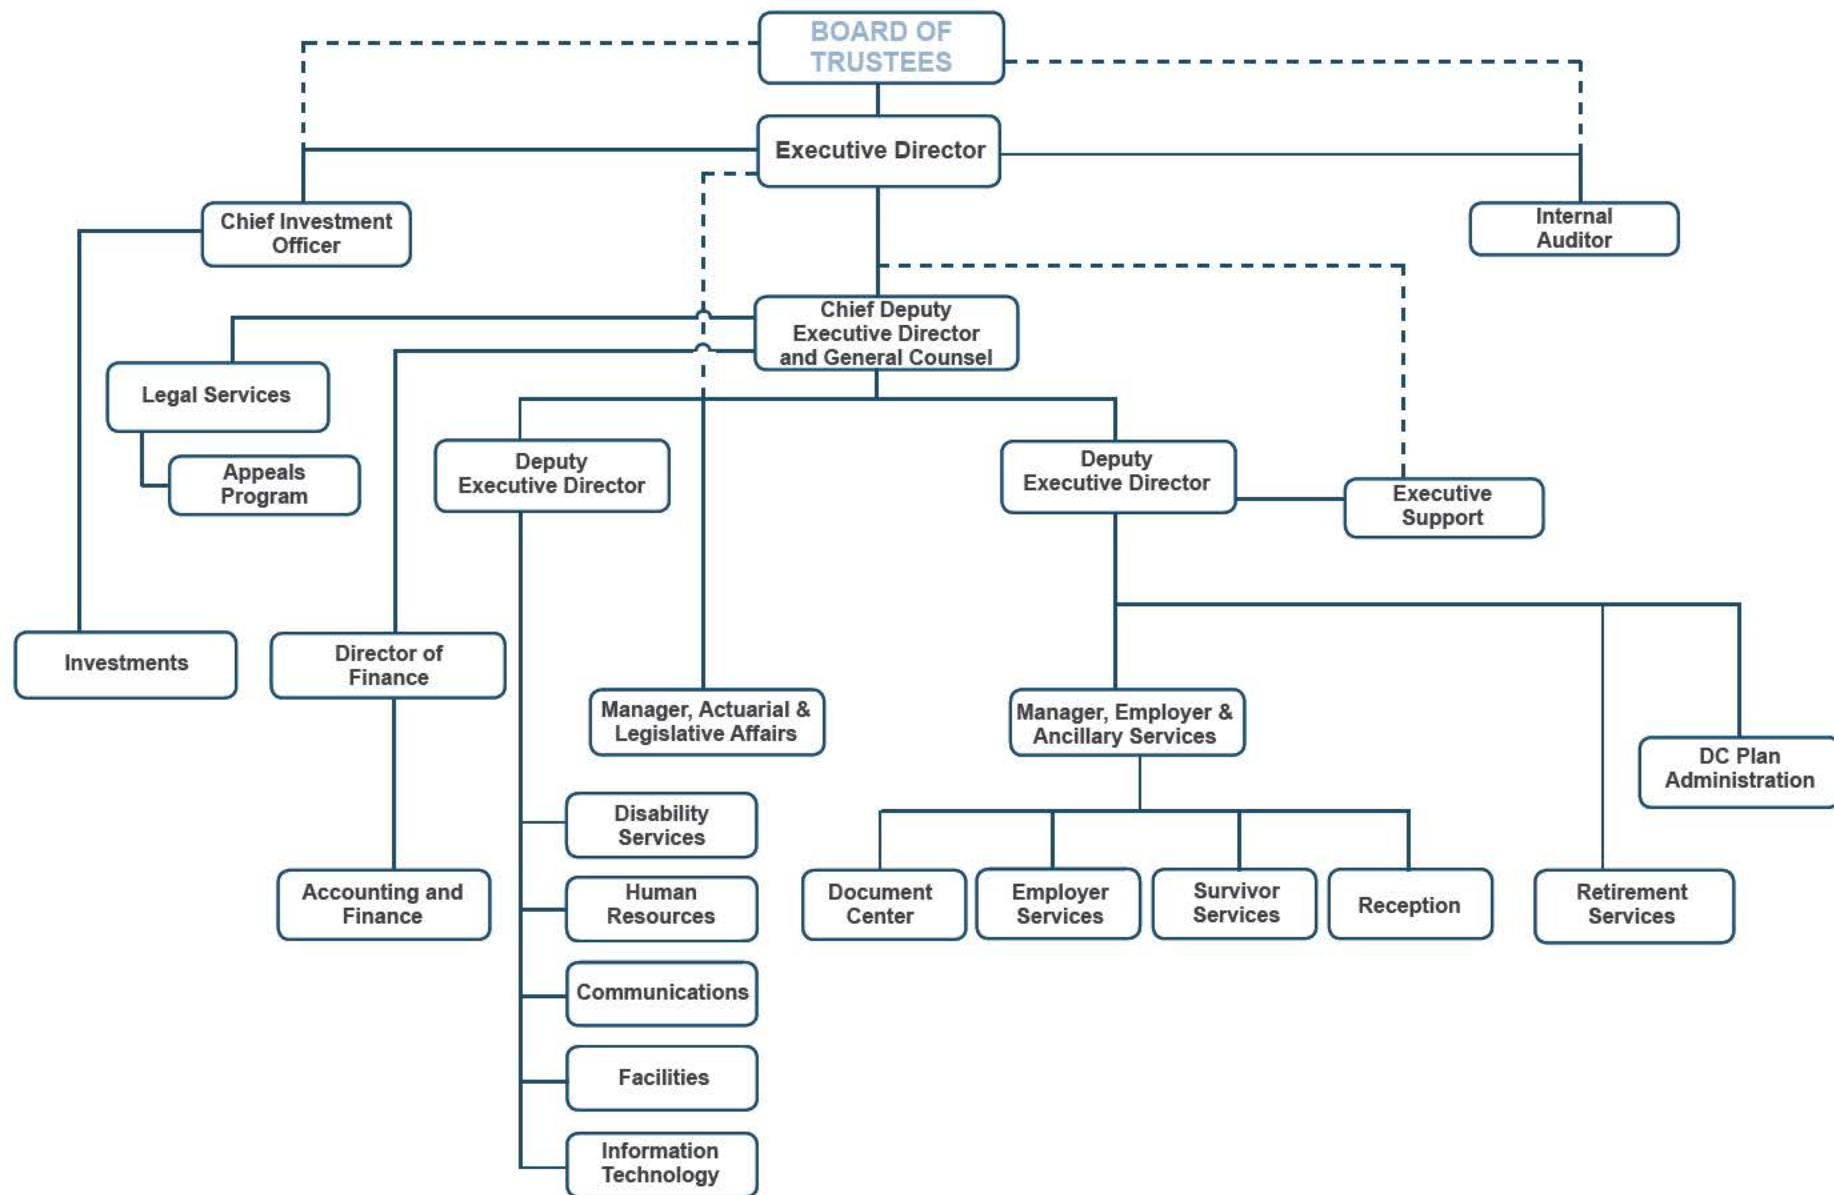 BOARD OF
TRUSTEES
Executive Director
Chief Investment
Officer
Internal
Auditor
Chief Deputy
Executive Director
and General Counsel
Legal Services
Appeals
Program
Deputy
Executive Director
Deputy
Executive Director
Executive
Support
Investments
Director of
Finance
Manager, Actuarial &
Legislative Affairs
Manager, Employer &
Ancillary Services
DC Plan
Administration
Disability
Services
Human
Resources
Communications
Facilities
Information
Technology
Accounting and
Finance
Document
Center
Employer
Services
Survivor
Services
Reception
Retirement
Services